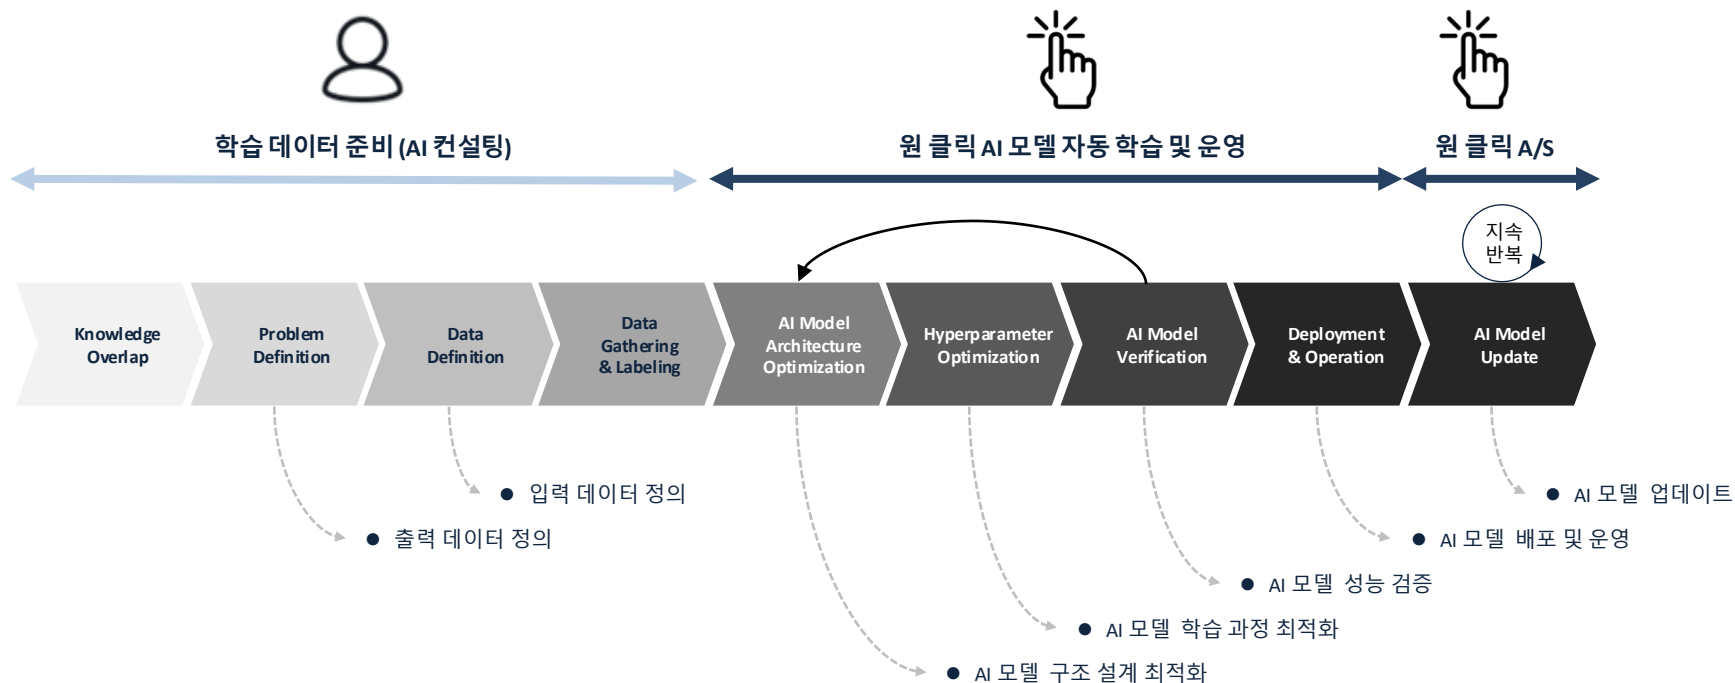 학습 데이터 준비 (AI 컨설팅)
원 클릭 AI 모델 자동 학습 및 운영
원 클릭 A/S
지속
반복
Knowledge
Overlap
Problem
Definition
Data
Definition
Data
Gathering
& Labeling
AI Model
Architecture
Optimization
Hyperparameter
Optimization
AI Model
Verification
Deployment
& Operation
AI Model
Update
● 입력 데이터 정의
● 출력 데이터 정의
● AI 모델 업데이트
● AI 모델 배포 및 운영
● AI 모델 성능 검증
● AI 모델 학습 과정 최적화
● AI 모델 구조 설계 최적화